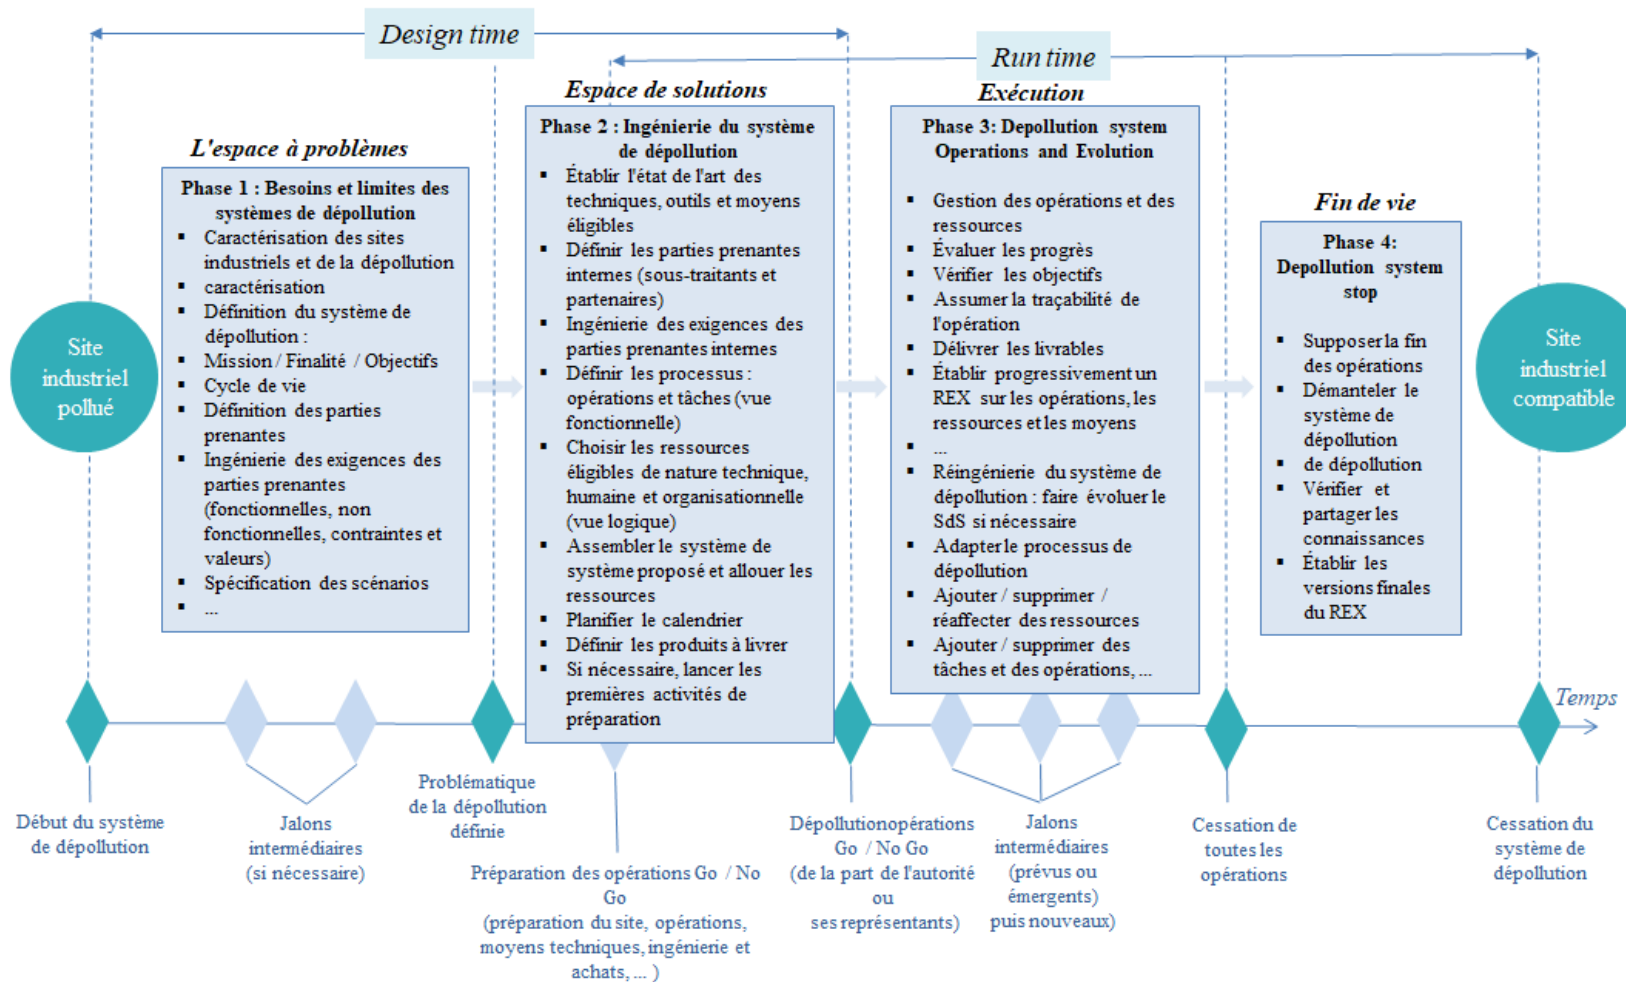 Design time
Run time
L'espace à problèmes
Phase 1 : Besoins et limites des
systèmes de dépollution
▪ Caractérisation des sites
industriels et de la dépollution
▪ caractérisation
▪ Définition du système de
dépollution :
▪ Mission / Finalité / Objectifs
▪ Cycle de vie
▪ Définition des parties
prenantes
▪ Ingénierie des exigences des
parties prenantes
(fonctionnelles, non
fonctionnelles, contraintes et
valeurs)
▪ Spécification des scénarios
▪ ...
Espace de solutions
Phase 2 : Ingénierie du système
de dépollution
▪ Établir l'état de l'art des
techniques, outils et moyens
éligibles
▪ Définir les parties prenantes
internes (sous-traitants et
partenaires)
▪ Ingénierie des exigences des
parties prenantes internes
▪ Définir les processus :
opérations et tâches (vue
fonctionnelle)
▪ Choisir les ressources
éligibles de nature technique,
humaine et organisationnelle
(vue logique)
▪ Assembler le système de
système proposé et allouer les
ressources
▪ Planifier le calendrier
▪ Définir les produits à livrer
▪ Si nécessaire, lancer les
premières activités de
préparation
Exécution
Phase 3: Depollution system
Operations and Evolution
▪ Gestion des opérations et des
ressources
▪ Évaluer les progrès
▪ Vérifier les objectifs
▪ Assumer la traçabilité de
l'opération
▪ Délivrer les livrables
▪ Établir progressivement un
REX sur les opérations, les
ressources et les moyens
▪ ...
▪ Réingénierie du système de
dépollution : faire évoluer le
SdS si nécessaire
▪ Adapter le processus de
dépollution
▪ Ajouter / supprimer /
réaffecter des ressources
▪ Ajouter / supprimer des
tâches et des opérations, ...
Fin de vie
Phase 4:
Depollution system
stop
▪ Supposer la fin
des opérations
▪ Démanteler le
système de
dépollution
▪ de dépollution
▪ Vérifier et
partager les
connaissances
▪ Établir les
versions finales
du REX
Site
industriel
pollué
Site
industriel
compatible
Temps
Début du système
de dépollution
Jalons
intermédiaires
(si nécessaire)
Problématique
de la dépollution
définie
Préparation des opérations Go / No
Go
(préparation du site, opérations,
moyens techniques, ingénierie et
achats, ... )
Dépollutionopérations
Go / No Go
(de la part de l'autorité
ou
ses représentants)
Jalons
intermédiaires
(prévus ou
émergents)
puis nouveaux)
Cessation de
toutes les
opérations
Cessation du
système de
dépollution